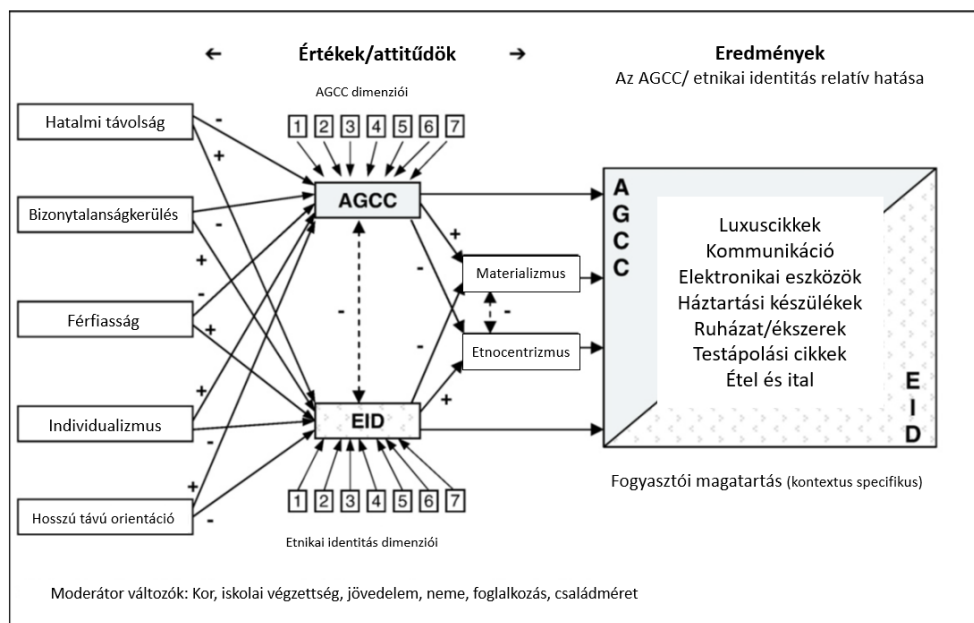 ← Értékek/attitűdök →
Eredmények
Az AGCC/ etnikai identitás relatív hatása
AGCC dimenziói
1 2 3 4 5 6 7
Hatalmi távolság
-
+
AGCC
Bizonytalanságkerülés
-
+
Férfiasság
-
+
Individualizmus
+
-
Hosszú távú orientáció
+
-
-
+
-
Materializmus
-
-
Etnocentrizmus
+
EID
1 2 3 4 5 6 7
Etnikai identitás dimenziói
AGCC
Luxuscikkek
Kommunikáció
Elektronikai eszközök
Háztartási készülékek
Ruházat/ékszerek
Testápolási cikkek
Étel és ital
EID
Fogyasztói magatartás (kontextus specifikus)
Moderátor változók: Kor, iskolai végzettség, jövedelem, neme, foglalkozás, családméret